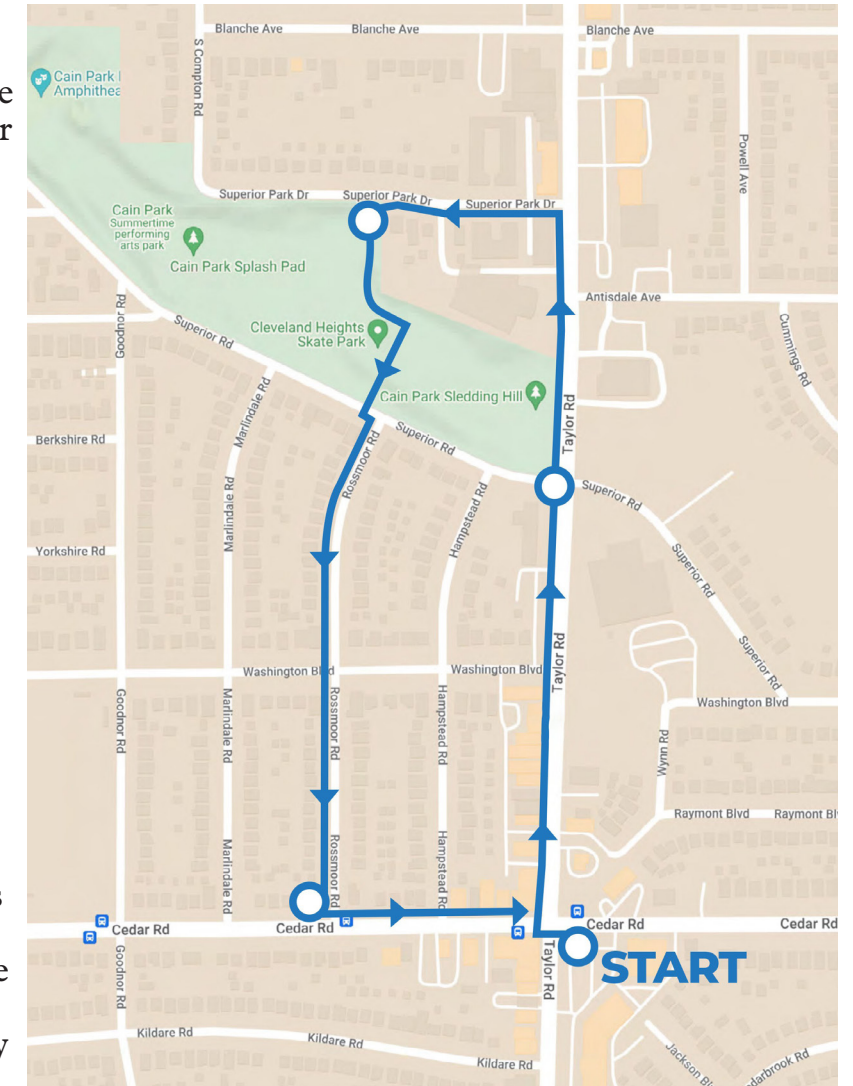 Blanche Ave
Blanche Ave
Blanche Ave
S Compton Rd
Cain Park
Amphithea
e
r
Powell Ave
Superior Park Dr
Superior Park Dr
Superior Park Dr
Cain Park
Summertime
performing
arts park
Cain Park Splash Pad
Antisdale Ave
Goodnor Rd
Superior Rd
Cleveland Heights
Skate Park
Cummings Rd
Cain Park Sledding Hill
Marlindale Rd
Taylor Rd
Berkshire Rd
Superior Rd
Rossmoor Rd
Superior Rd
Marlindale Rd
Hampstead Rd
Yorkshire Rd
Superior Rd
Superior Rd
Taylor Rd
Washington Blvd
Washington Blvd
Washington Blvd
Goodnor Rd
Marlindale Rd
Rossmoor Rd
Hampstead Rd
Wynn Rd
Raymont Blvd
Raymont Bl
Marlindale Rd
Rossmoor Rd
Hampstead Rd
s
Cedar Rd
Cedar Rd
Cedar Rd
Cedar Rd
START
Taylor Rd
Goodnor Rd
e
y
Kildare Rd
Kildare Rd
Kildare Rd
Jackson Bl
darbrook Rd